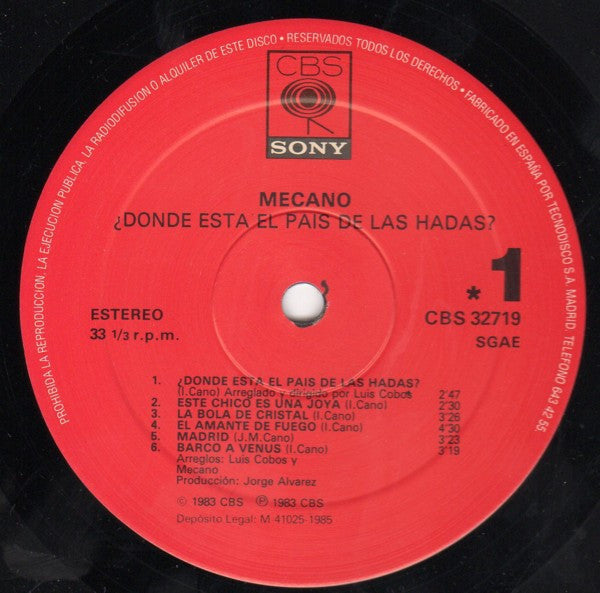 PROHIBIDA LA REPRODUCCION. LA EJECUCION PUBLICA, LA RADIODIFUSION O ALQUILER DE ESTE DISCO • RESERVADOS TODOS LOS DERECHOS • FABRICADO EN ESPAÑA POR TECNODISCO S.A. MADRID. TELEFONO 643 42 55
CBS
SONY
MECANO
¿DONDE ESTA EL PAIS DE LAS HADAS?
* 1
ESTEREO
CBS 32719
33 1/3 r.p.m.
SGAE
1. ¿DONDE ESTA EL PAIS DE LAS HADAS?
(I.Cano) Arreglado y dirigido por Luis Cobos 2'47
2. ESTE CHICO ES UNA JOYA (I.Cano) 2'30
3. LA BOLA DE CRISTAL (I.Cano) 3'26
4. EL AMANTE DE FUEGO (I.Cano) 4'30
5. MADRID (J.M.Cano) 3'23
6. BARCO A VENUS (I.Cano) 3'19
Arreglos: Luis Cobos y
Mecano
Producción: Jorge Alvarez
© 1983 CBS ℗ 1983 CBS
Depósito Legal: M 41025-1985